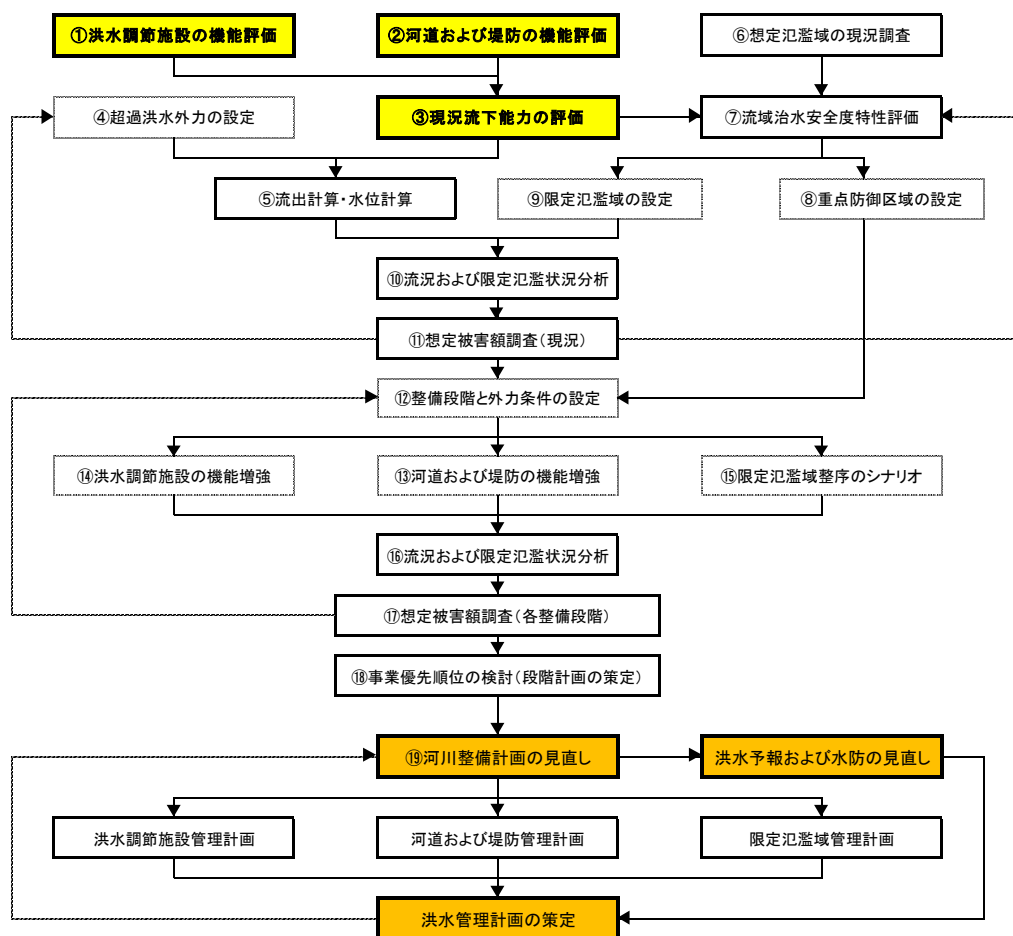 ①洪水調節施設の機能評価
②河道および堤防の機能評価
⑥想定氾濫域の現況調査
④超過洪水外力の設定
③現況流下能力の評価
⑦流域治水安全度特性評価
⑤流出計算・水位計算
⑨限定氾濫域の設定
⑧重点防御区域の設定
⑩流況および限定氾濫状況分析
⑪想定被害額調査(現況)
⑫整備段階と外力条件の設定
⑭洪水調節施設の機能増強
⑬河道および堤防の機能増強
⑮限定氾濫域整序のシナリオ
⑯流況および限定氾濫状況分析
⑰想定被害額調査(各整備段階)
⑱事業優先順位の検討(段階計画の策定)
⑲河川整備計画の見直し
洪水予報および水防の見直し
洪水調節施設管理計画
河道および堤防管理計画
限定氾濫域管理計画
洪水管理計画の策定